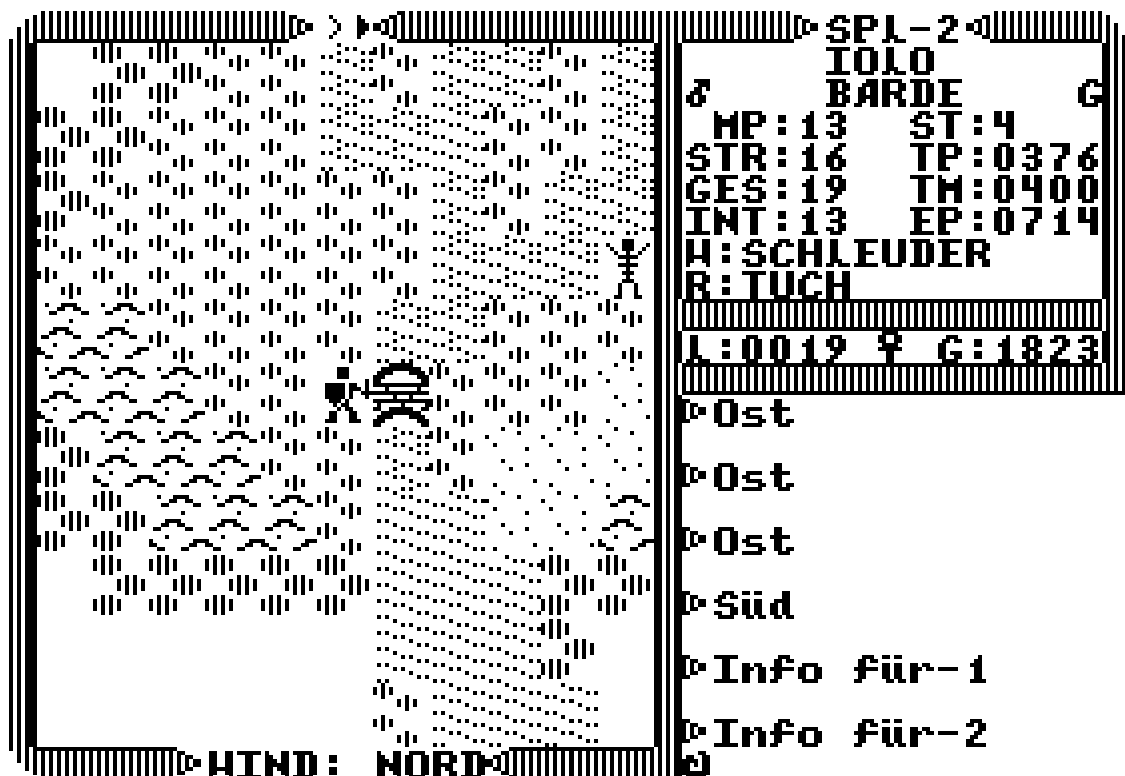 SPL-2
IOLO
♂ BARDE G
MP:13 ST:4
STR:16 TP:0376
GES:19 TM:0400
INT:13 EP:0714
W:SCHLEUDER
R:TUCH
L:0019 ♀ G:1823
Ost
Ost
Ost
Süd
Info für-1
Info für-2
WIND: NORD